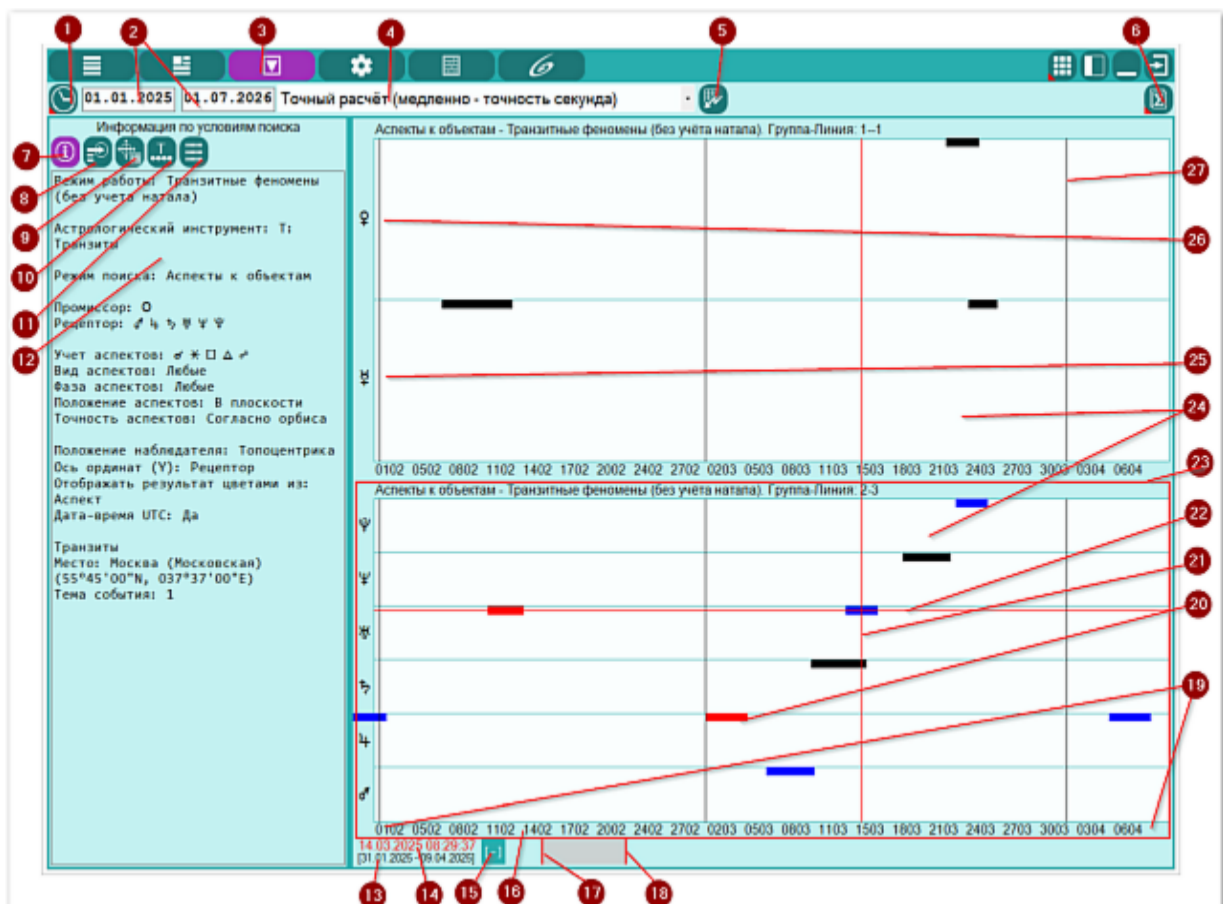 1 2 3 4 5 6
01.01.2025 01.07.2026 Точный расчёт (медленно - точность секунда)
Информация по условиям поиска
Режим работы: Транзитные феномены
(без учета натала)
Астрологический инструмент: T:
Транзиты
Режим поиска: Аспекты к объектам
Промиссор:
Рецептор:
Учет аспектов:
Вид аспектов: Любые
Фаза аспектов: Любые
Положение аспектов: В плоскости
Точность аспектов: Согласно орбиса
Положение наблюдателя: Топоцентрика
Ось ординат (Y): Рецептор
Отображать результат цветами из:
Аспект
Дата-время UTC: Да
Транзиты
Место: Москва (Московская)
(55°45'00"N, 037°37'00"E)
Тема события: 1
7
8
9
10
11
12
Аспекты к объектам - Транзитные феномены (без учёта натала). Группа-Линия: 1--1
0102 0502 0802 1102 1402 1702 2002 2402 2702 0203 0503 0803 1103 1503 1803 2103 2403 2703 3003 0304 0604
Аспекты к объектам - Транзитные феномены (без учёта натала). Группа-Линия: 2-3
0102 0502 0802 1102 1402 1702 2002 2402 2702 0203 0503 0803 1103 1503 1803 2103 2403 2703 3003 0304 0604
14.03.2025 08:29:37
[31.01.2025 -09.04.2025]
[-]
27
26
25
24
23
22
21
20
19
13 14 15 16 17 18